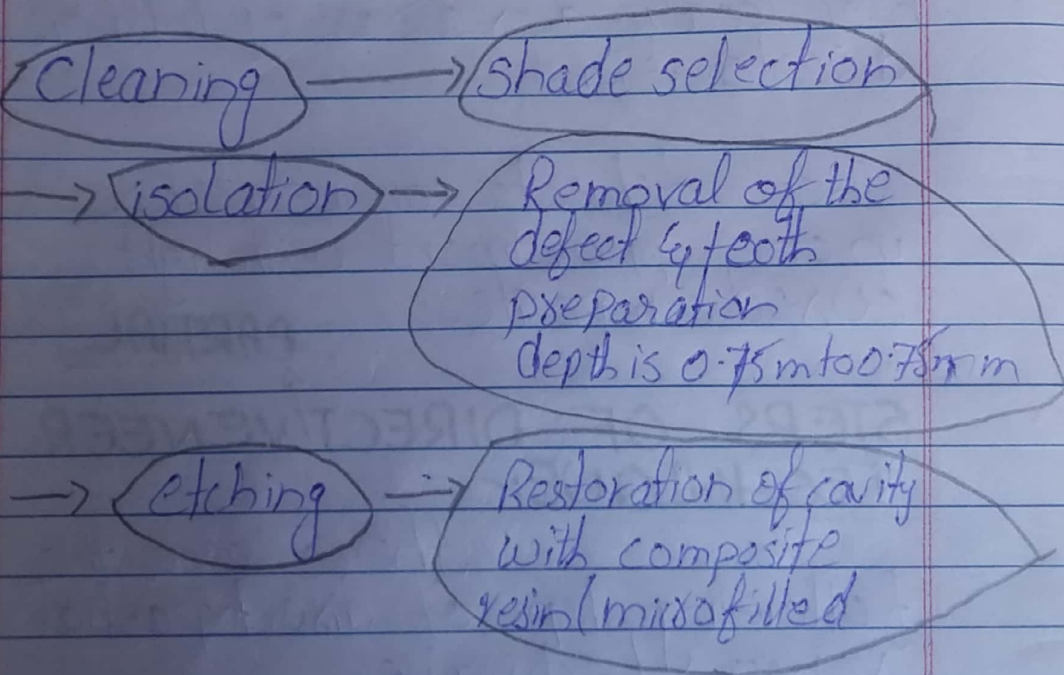 Cleaning → shade selection
→ isolation → Removal of the
defect & tooth
preparation
depth is 0.75m to 0.75mm
→ etching → Restoration of cavity
with composite
resin (microfilled